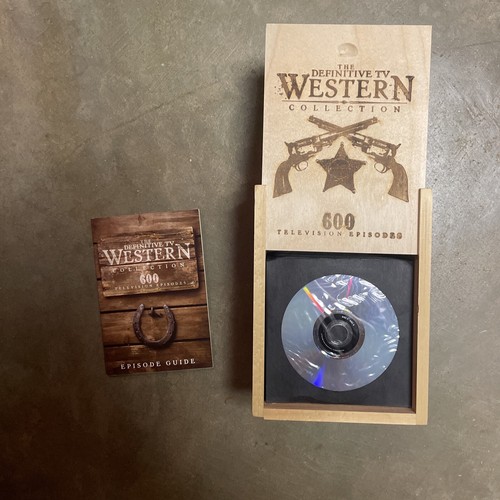 THE
DEFINITIVE TV
WESTERN
COLLECTION
600
TELEVISION EPISODES
THE
DEFINITIVE TV
WESTERN
COLLECTION
600
TELEVISION EPISODES
EPISODE GUIDE